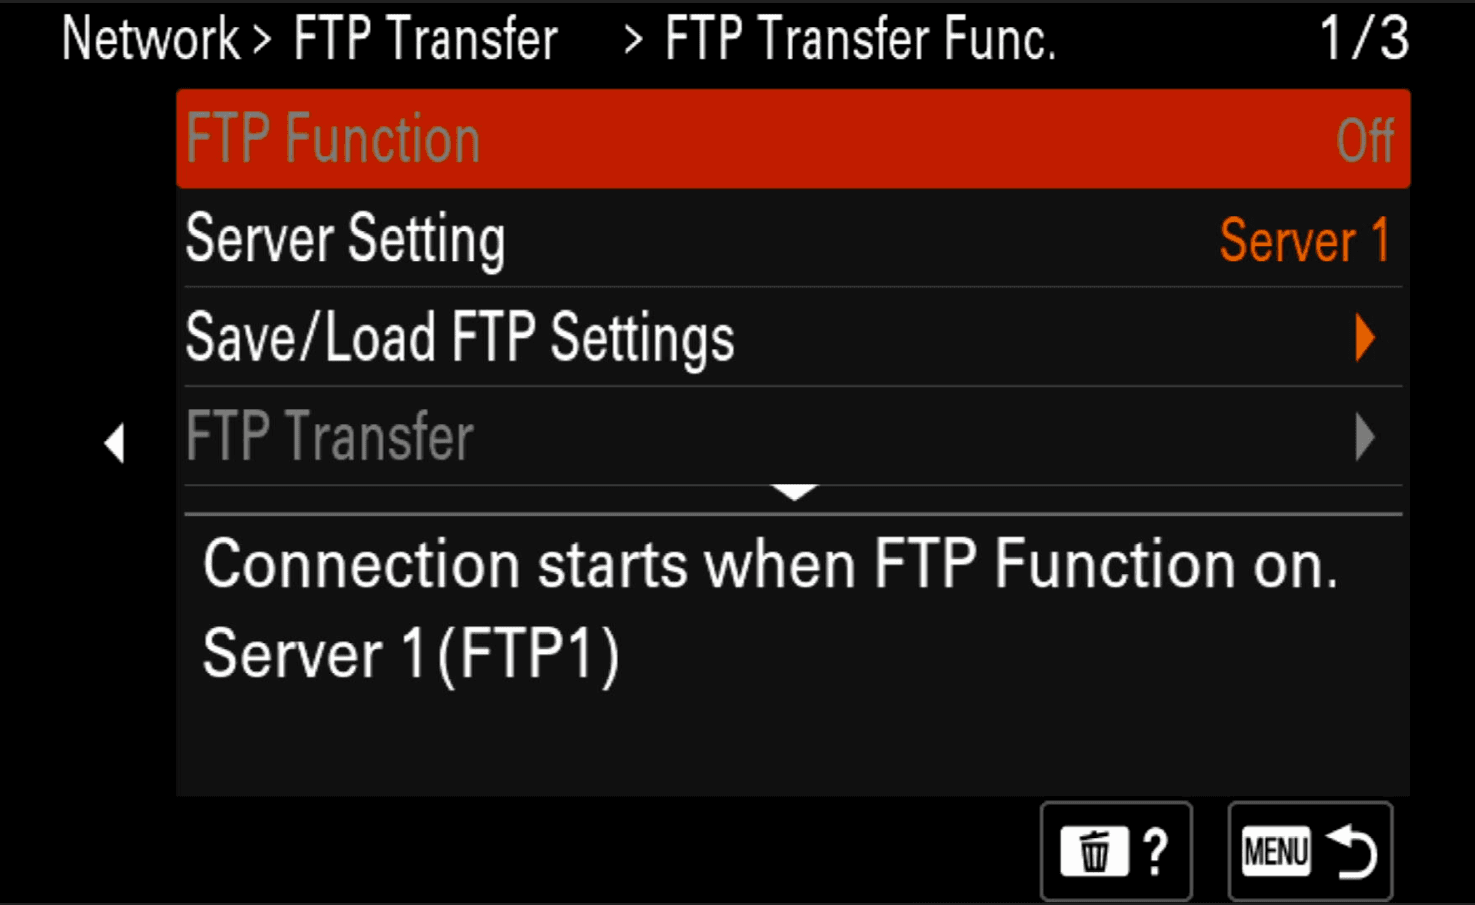 Network > FTP Transfer > FTP Transfer Func. 1/3
FTP Function Off
Server Setting Server 1
Save/Load FTP Settings
FTP Transfer
Connection starts when FTP Function on.
Server 1(FTP1)
? MENU